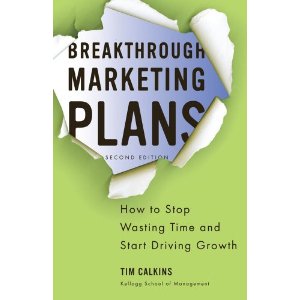 BREAKTHROUGH
MARKETING
PLANS
SECOND EDITION
How to Stop
Wasting Time and
Start Driving Growth
TIM CALKINS
Kellogg School of Management